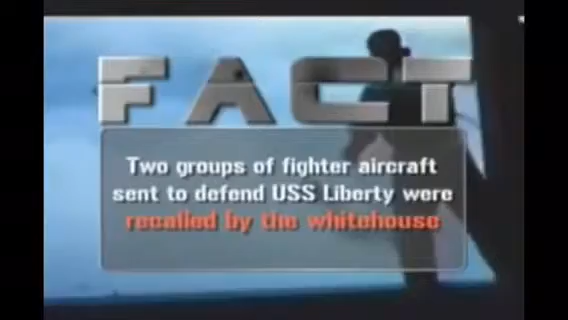 FACT
Two groups of fighter aircraft
sent to defend USS Liberty were
recalled by the whitehouse